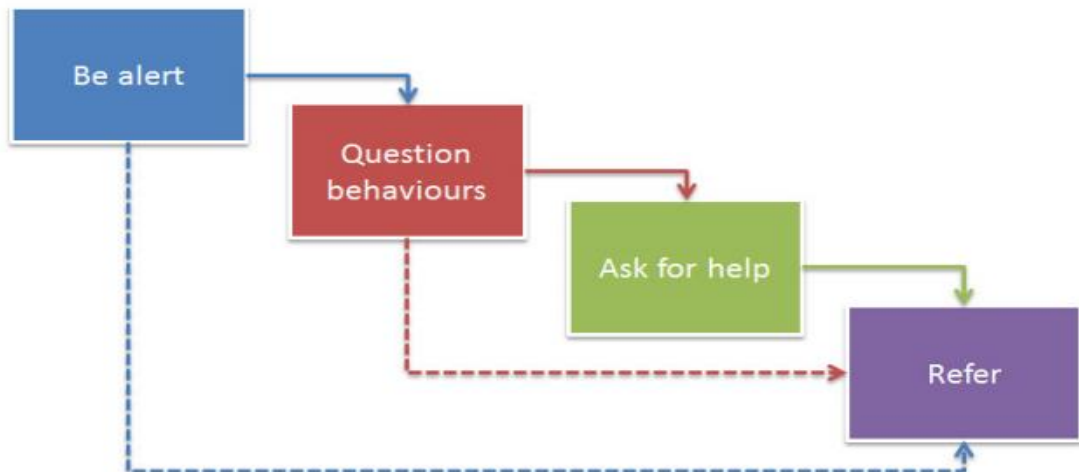 Be alert
Question
behaviours
Ask for help
Refer